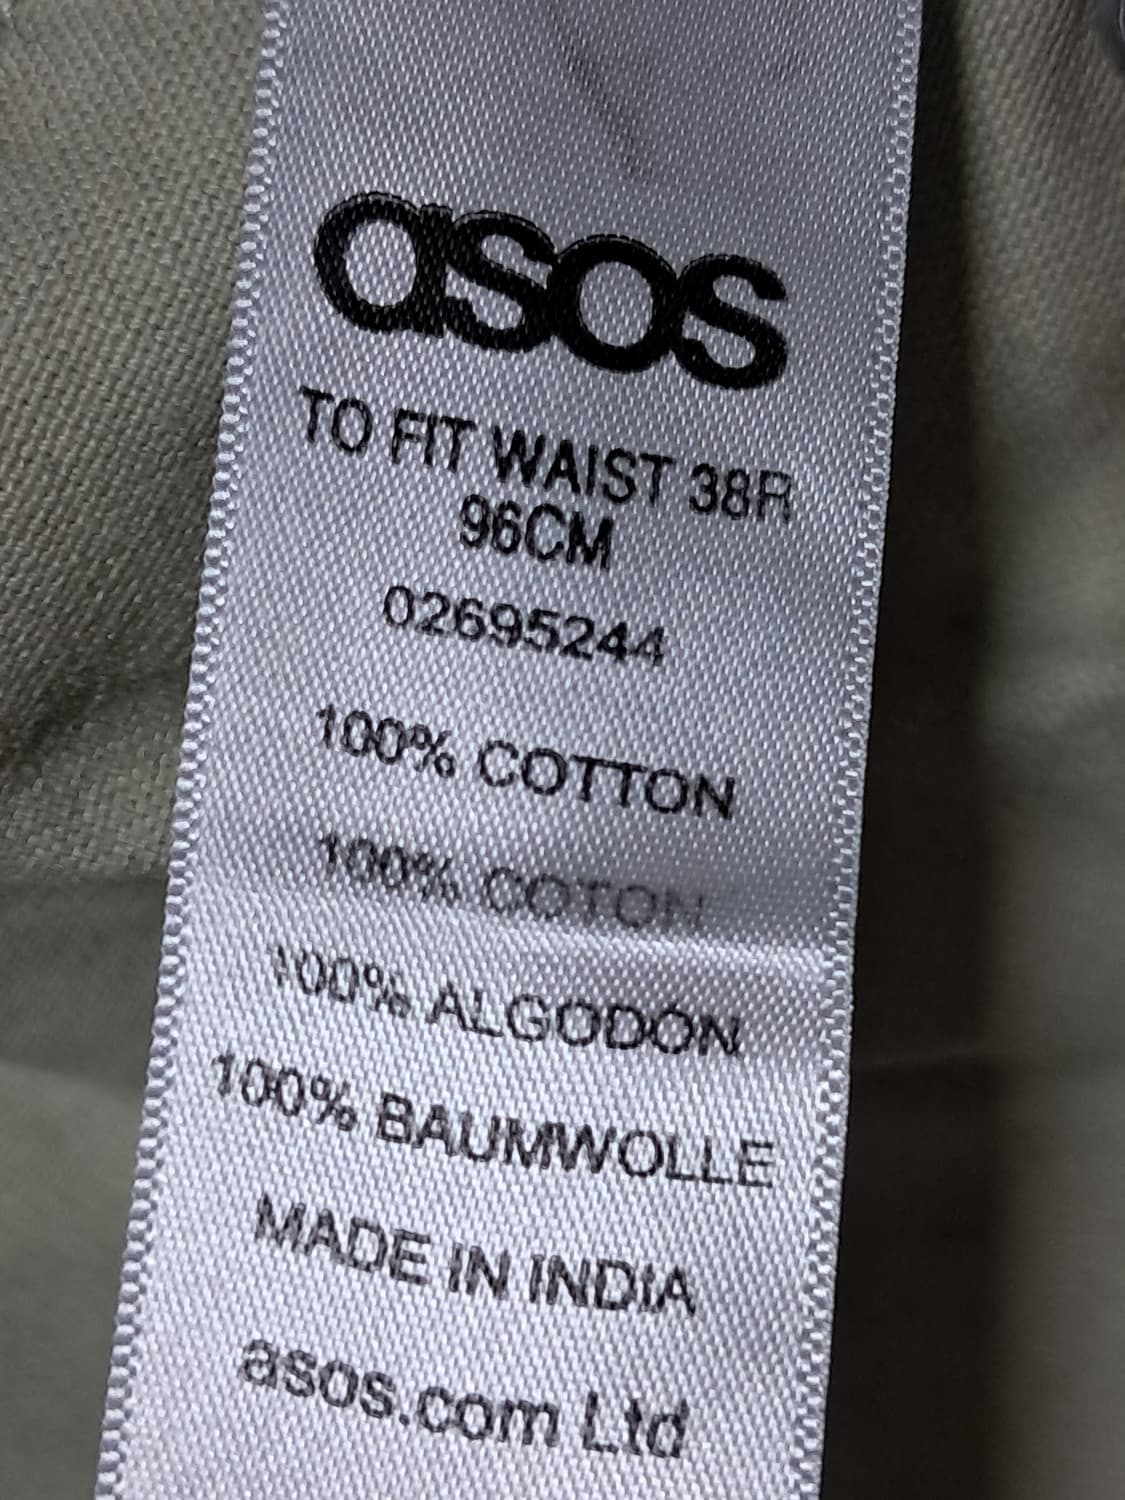 asos
TO FIT WAIST 38R
96CM
02695244
100% COTTON
100% COTON
100% ALGODÓN
100% BAUMWOLLE
MADE IN INDIA
asos.com Ltd